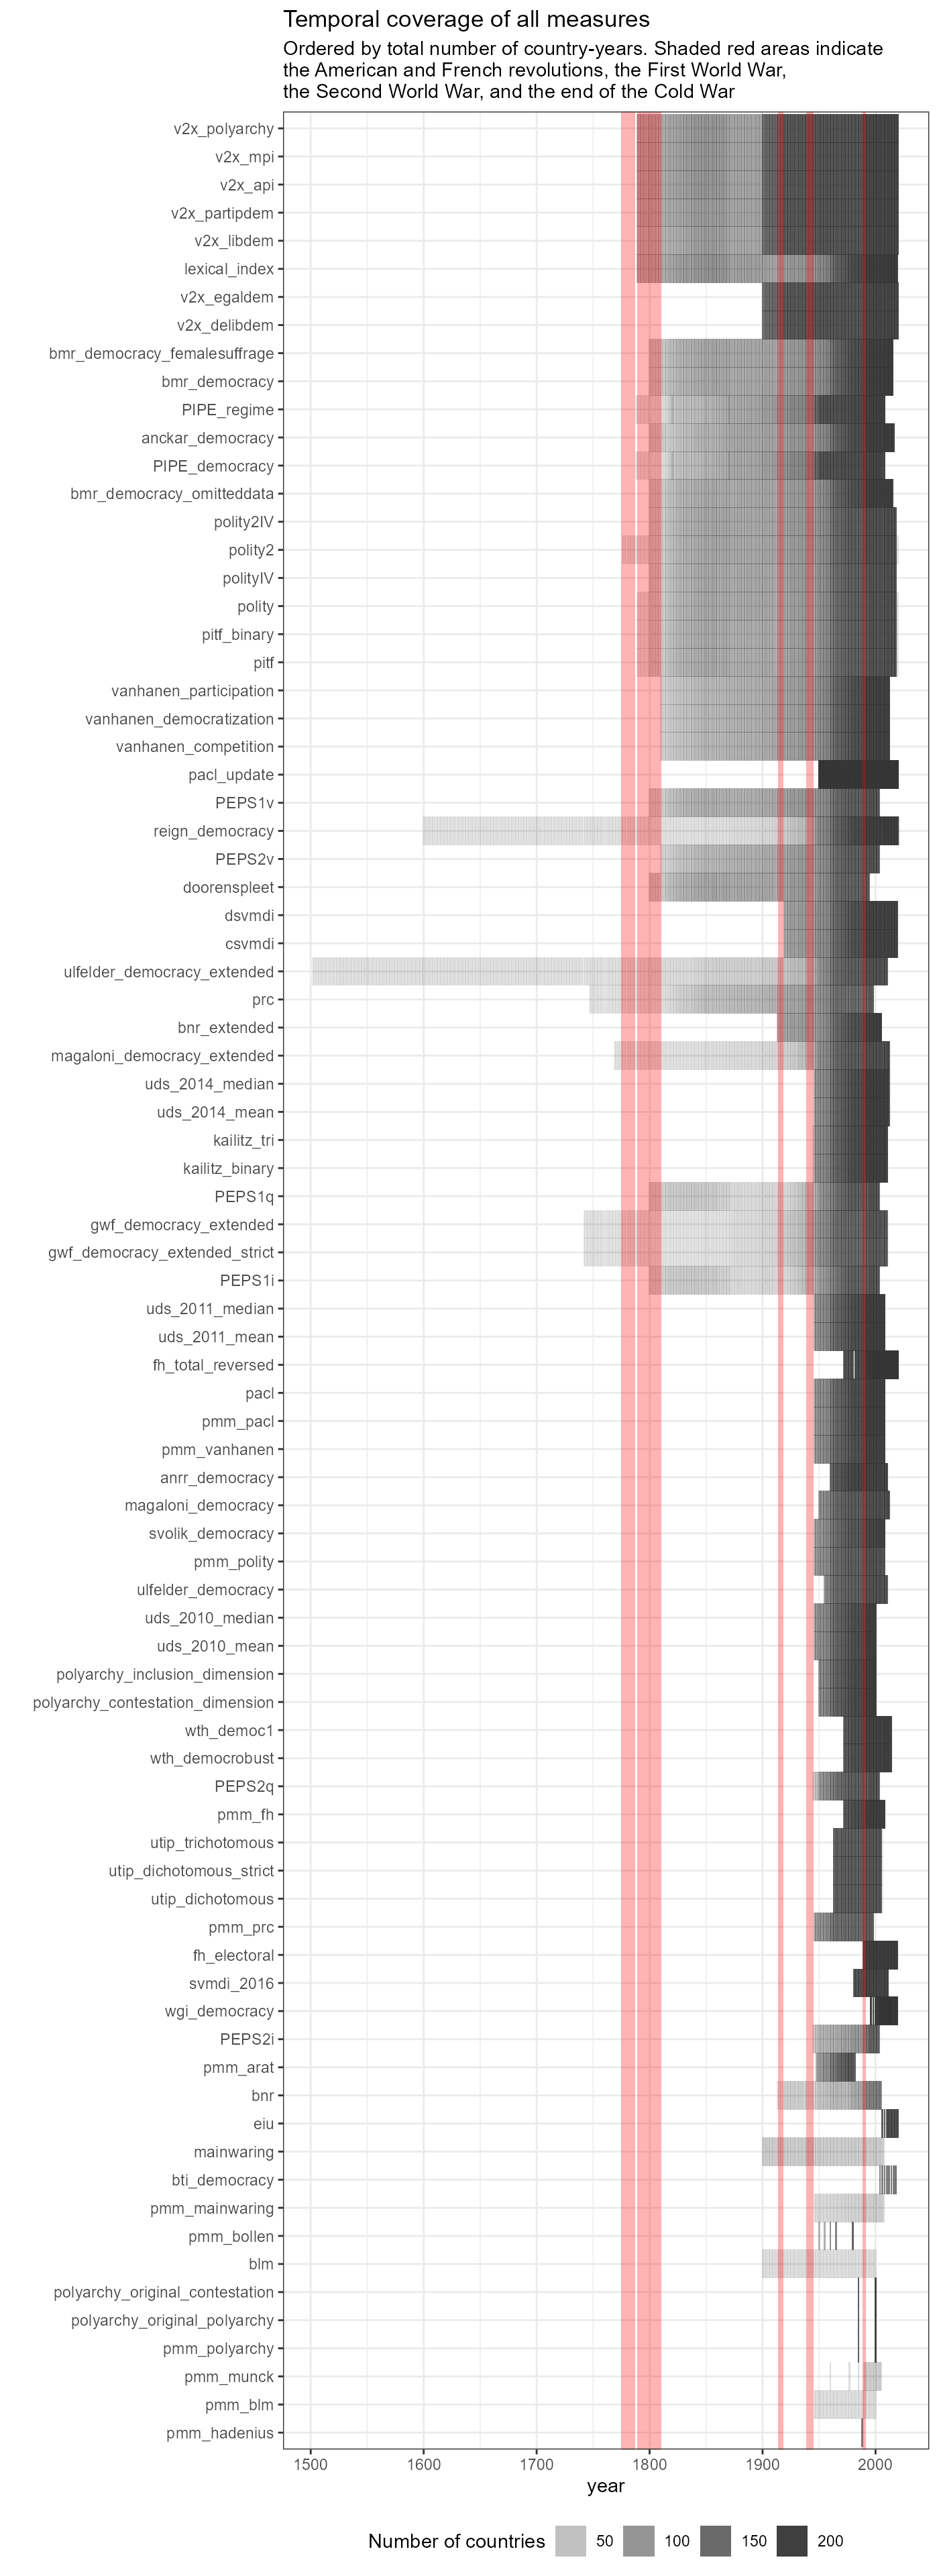 Temporal coverage of all measures
Ordered by total number of country-years. Shaded red areas indicate
the American and French revolutions, the First World War,
the Second World War, and the end of the Cold War
v2x_polyarchy
v2x_mpi
v2x_api
v2x_partipdem
v2x_libdem
lexical_index
v2x_egaldem
v2x_delibdem
bmr_democracy_femalesuffrage
bmr_democracy
PIPE_regime
anckar_democracy
PIPE_democracy
bmr_democracy_omitteddata
polity2IV
polity2
polityIV
polity
pitf_binary
pitf
vanhanen_participation
vanhanen_democratization
vanhanen_competition
pacl_update
PEPS1v
reign_democracy
PEPS2v
doorenspleet
dsvmdi
csvmdi
ulfelder_democracy_extended
prc
bnr_extended
magaloni_democracy_extended
uds_2014_median
uds_2014_mean
kailitz_tri
kailitz_binary
PEPS1q
gwf_democracy_extended
gwf_democracy_extended_strict
PEPS1i
uds_2011_median
uds_2011_mean
fh_total_reversed
pacl
pmm_pacl
pmm_vanhanen
anrr_democracy
magaloni_democracy
svolik_democracy
pmm_polity
ulfelder_democracy
uds_2010_median
uds_2010_mean
polyarchy_inclusion_dimension
polyarchy_contestation_dimension
wth_democ1
wth_democrobust
PEPS2q
pmm_fh
utip_trichotomous
utip_dichotomous_strict
utip_dichotomous
pmm_prc
fh_electoral
svmdi_2016
wgi_democracy
PEPS2i
pmm_arat
bnr
eiu
mainwaring
bti_democracy
pmm_mainwaring
pmm_bollen
blm
polyarchy_original_contestation
polyarchy_original_polyarchy
pmm_polyarchy
pmm_munck
pmm_blm
pmm_hadenius
1500 1600 1700 1800 1900 2000
year
Number of countries 50 100 150 200